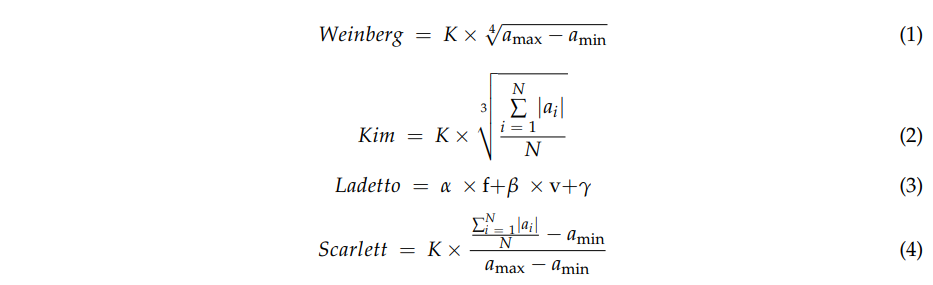 Weinberg = K × ∜(a_max − a_min) (1)
Kim = K × ∛((∑_{i = 1}^{N} |a_i|) / N) (2)
Ladetto = α × f+β × v+γ (3)
Scarlett = K × ((∑_{i = 1}^{N} |a_i|) / N − a_min) / (a_max − a_min) (4)